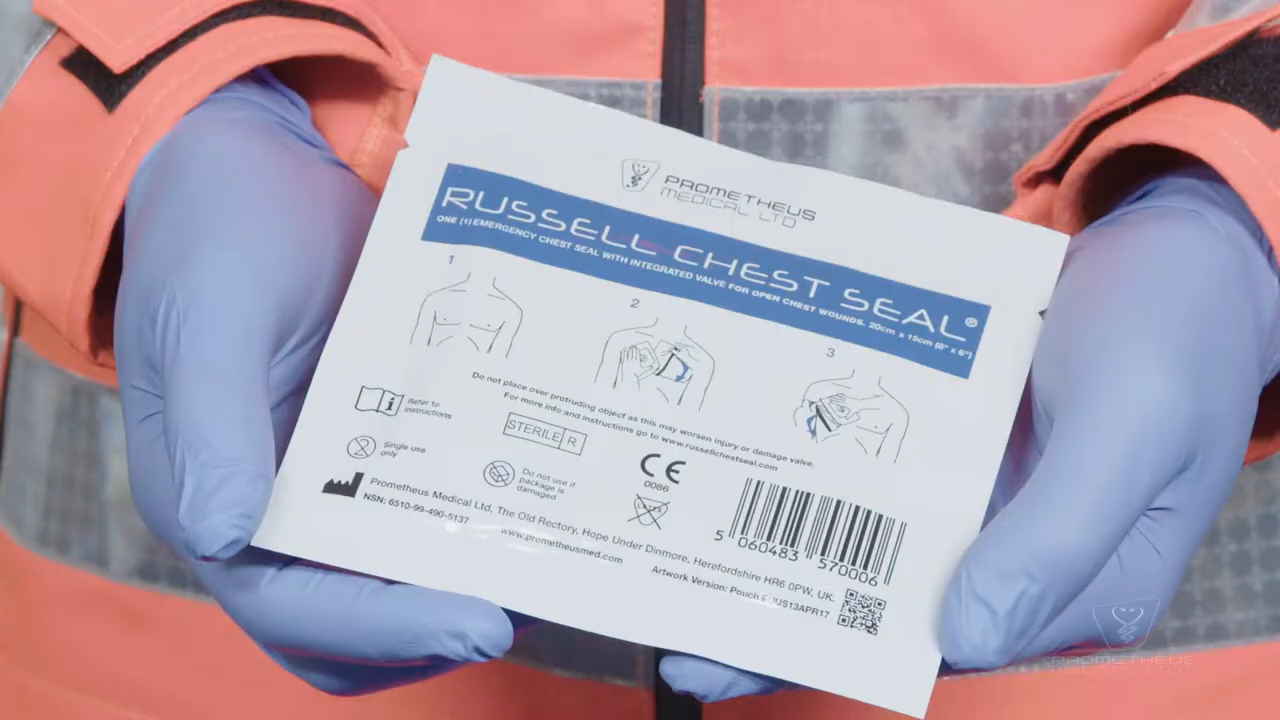 PROMETHEUS
MEDICAL LTD
RUSSELL CHEST SEAL®
ONE (1) EMERGENCY CHEST SEAL WITH INTEGRATED VALVE FOR OPEN CHEST WOUNDS. 20cm x 15cm (8" x 6")
1
2
3
Do not place over protruding object as this may worsen injury or damage valve.
For more info and instructions go to www.russellchestseal.com
Refer to
instructions
STERILE R
Single use
only
2
Do not use if
package is
damaged
CE
0086
LATEX
Prometheus Medical Ltd, The Old Rectory, Hope Under Dinmore, Herefordshire HR6 0PW, UK.
NSN: 6510-99-490-5137
www.prometheusmed.com
Artwork Version: Pouch
5 060483 570006
PROMETHEUS
MEDICAL LTD